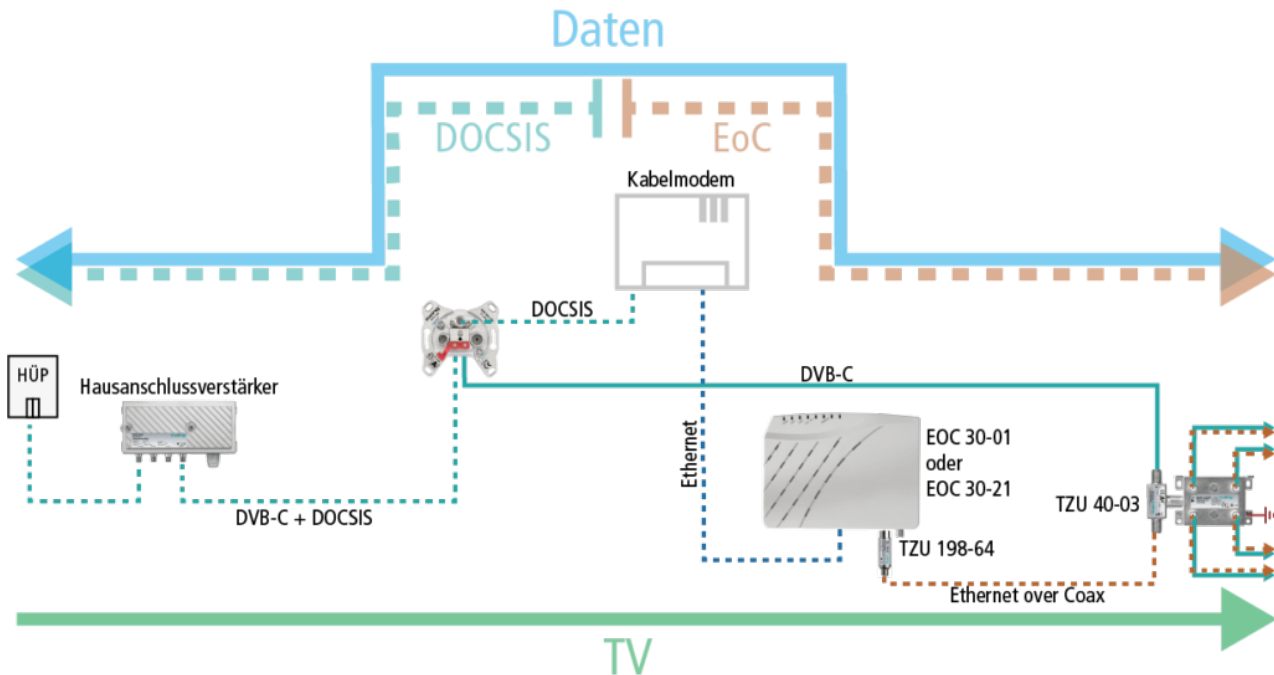 Daten
DOCSIS
EoC
Kabelmodem
DOCSIS
HÜP
Hausanschlussverstärker
DVB-C
Ethernet
EOC 30-01
oder
EOC 30-21
TZU 40-03
DVB-C + DOCSIS
TZU 198-64
Ethernet over Coax
TV